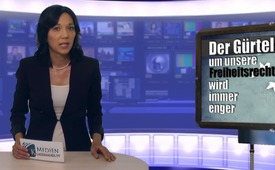 Der Gürtel
um unsere
Freiheitsrechte
wird
immer
enger
MEDIEN